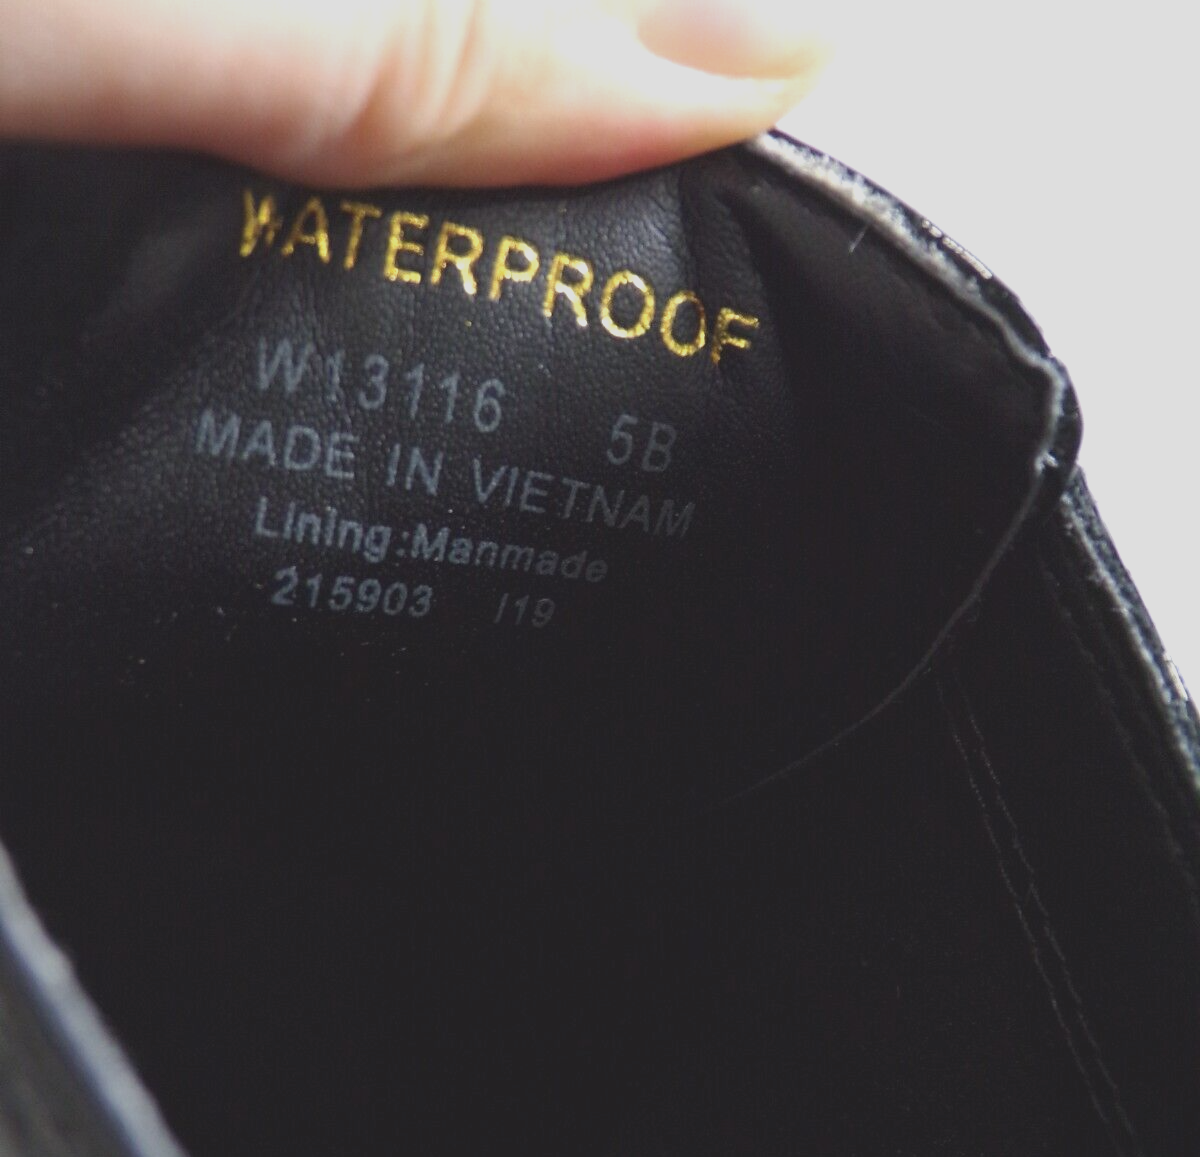 WATERPROOF
W13116 5B
MADE IN VIETNAM
Lining:Manmade
215903 /19